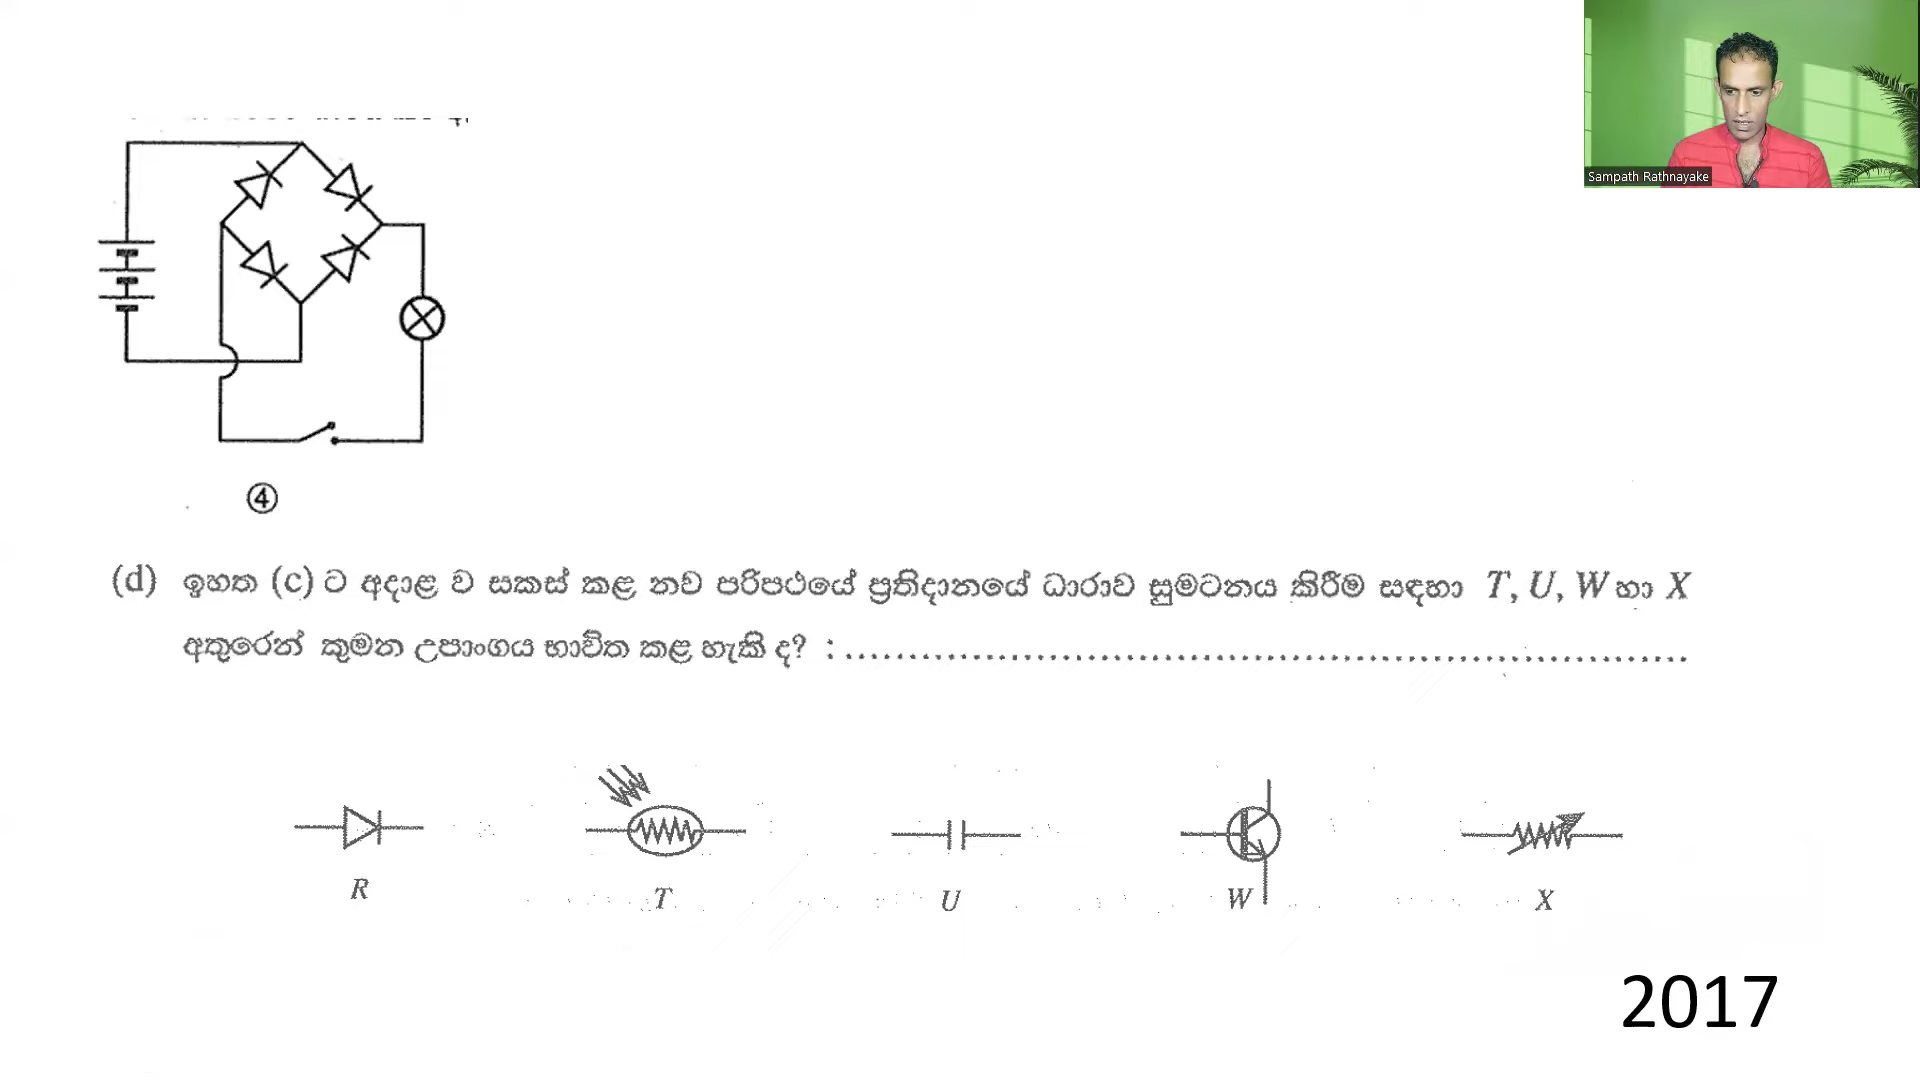 Sampath Rathnayake
④
(d) ඉහත (c) ට අදාළ ව සකස් කළ නව පරිපථයේ ප්‍රතිදානයේ ධාරාව සුමටනය කිරීම සඳහා T, U, W හා X
අතුරෙන් කුමන උපාංගය භාවිත කළ හැකි ද? : ........................................................................
R T U W X
2017